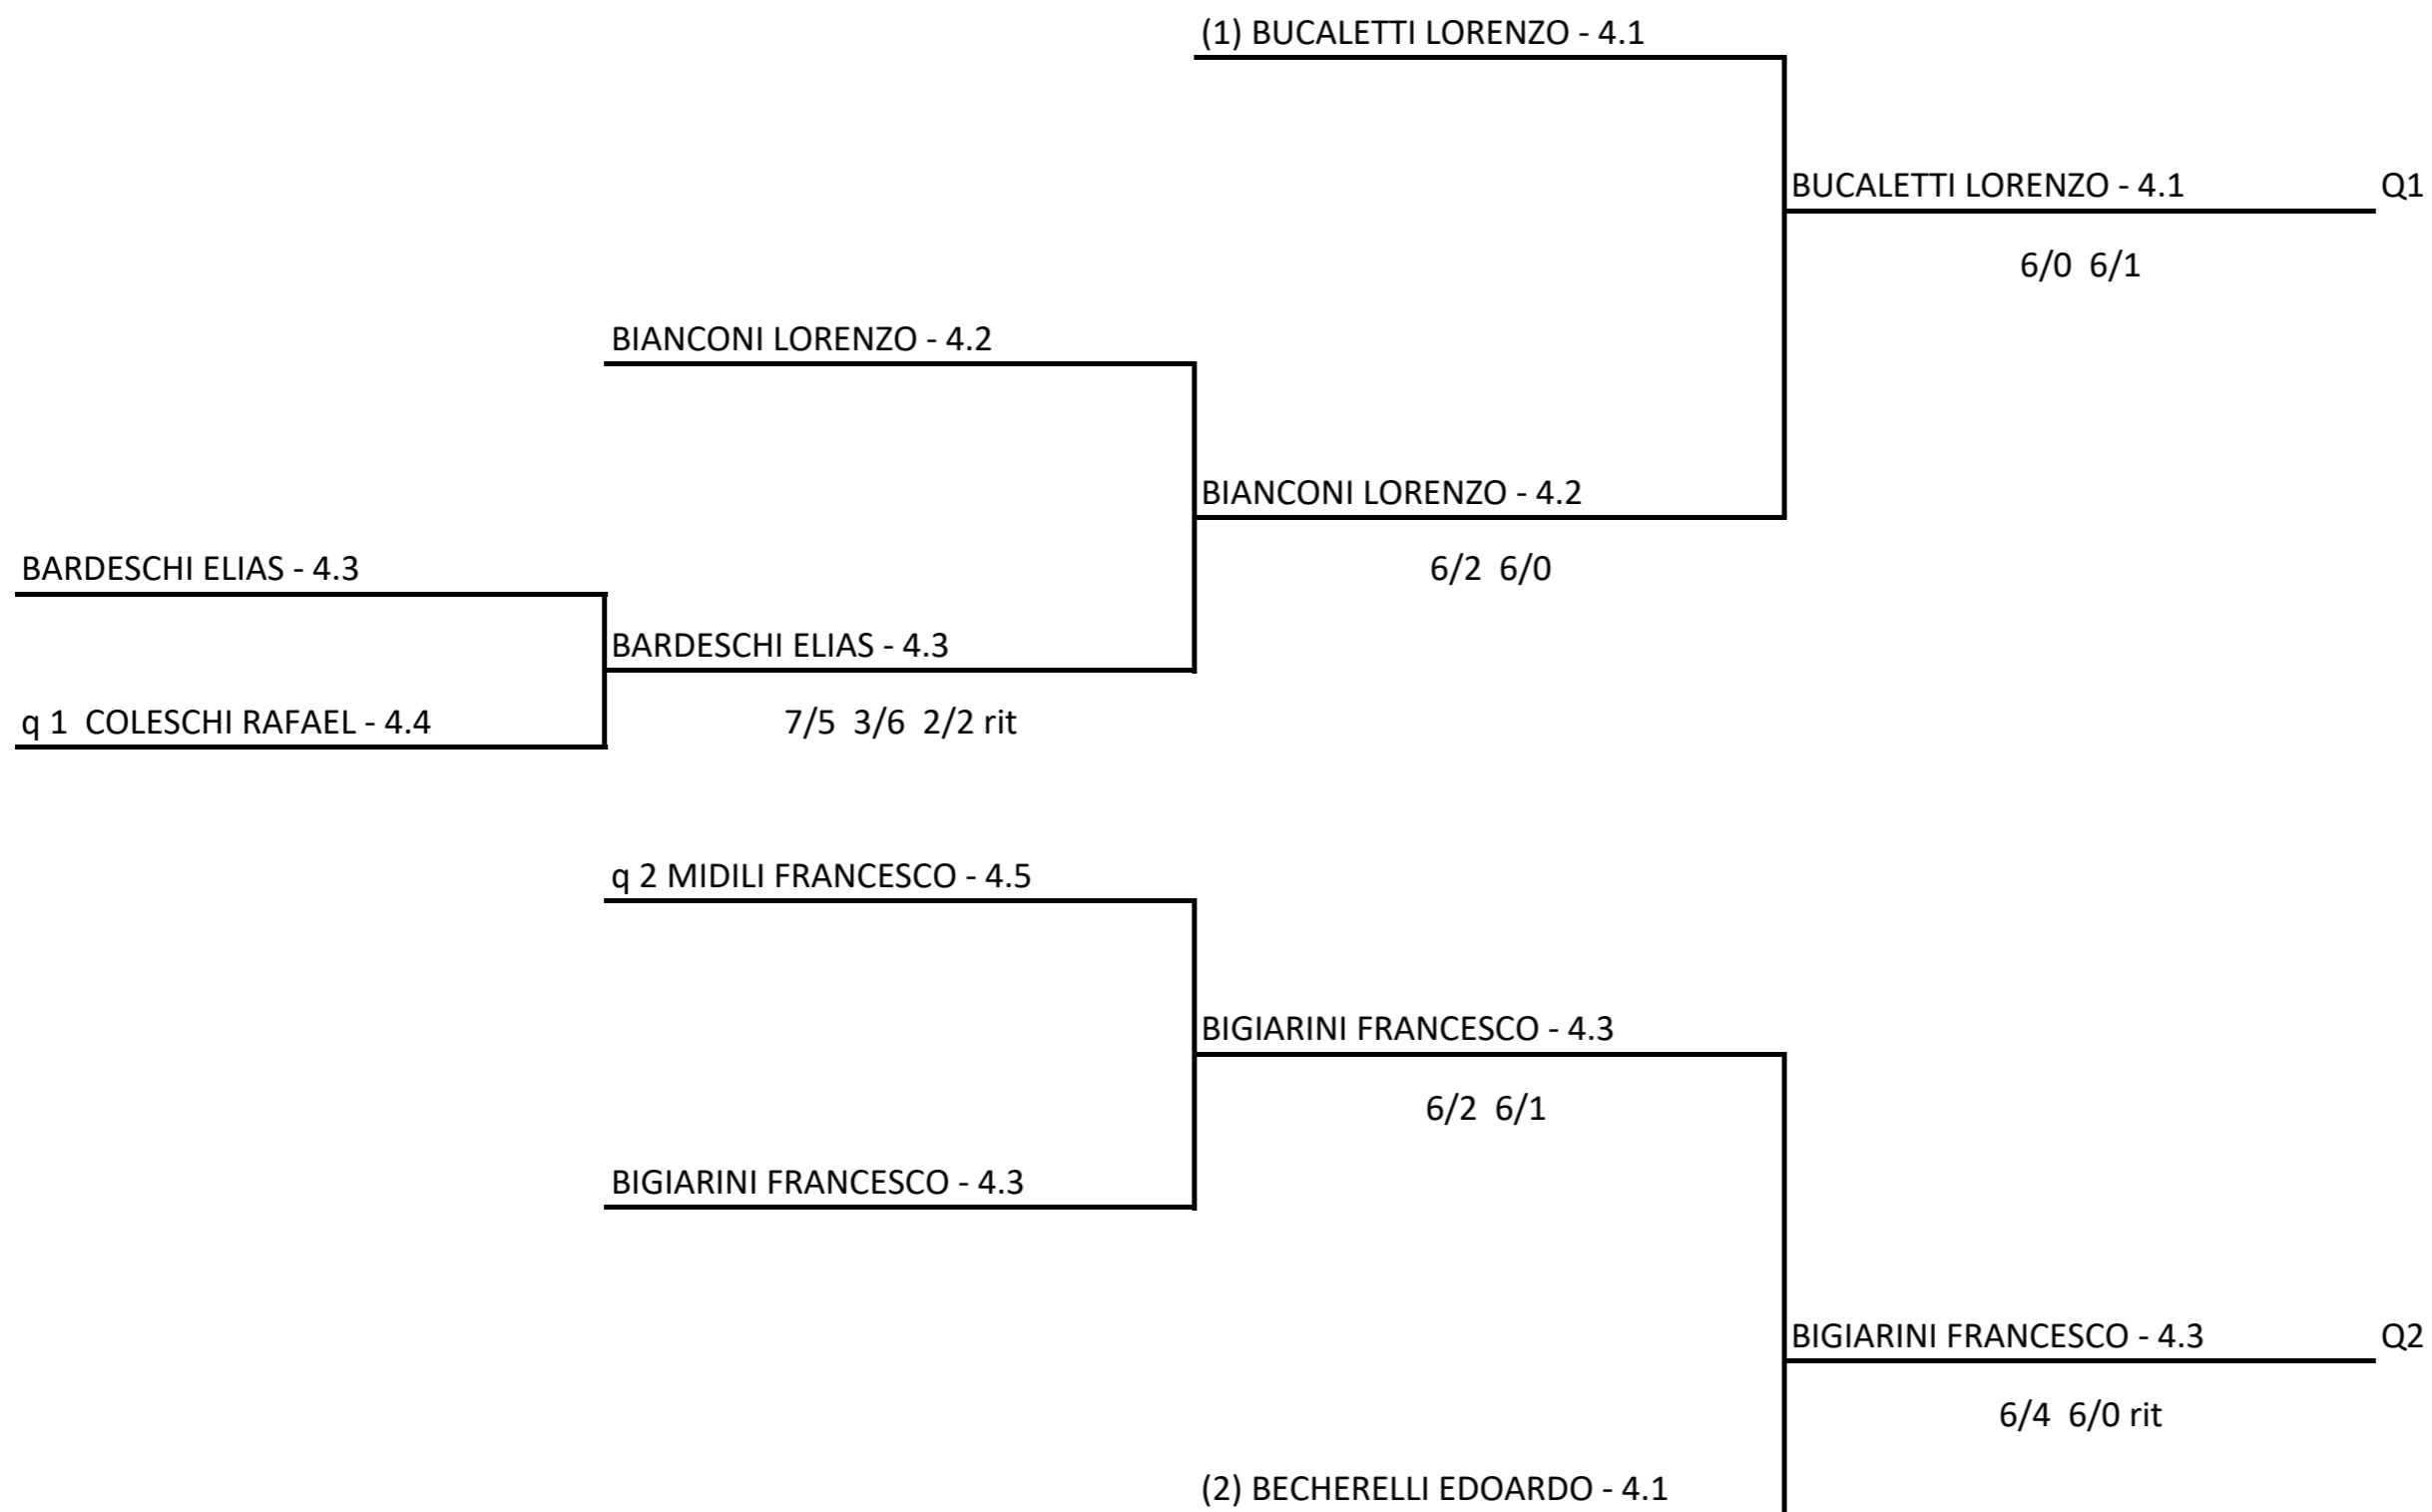 (1) BUCALETTI LORENZO - 4.1
BUCALETTI LORENZO - 4.1 Q1
6/0 6/1
BIANCONI LORENZO - 4.2
BIANCONI LORENZO - 4.2
6/2 6/0
BARDESCHI ELIAS - 4.3
BARDESCHI ELIAS - 4.3
q 1 COLESCHI RAFAEL - 4.4
7/5 3/6 2/2 rit
q 2 MIDILI FRANCESCO - 4.5
BIGIARINI FRANCESCO - 4.3
6/2 6/1
BIGIARINI FRANCESCO - 4.3
BIGIARINI FRANCESCO - 4.3 Q2
6/4 6/0 rit
(2) BECHERELLI EDOARDO - 4.1